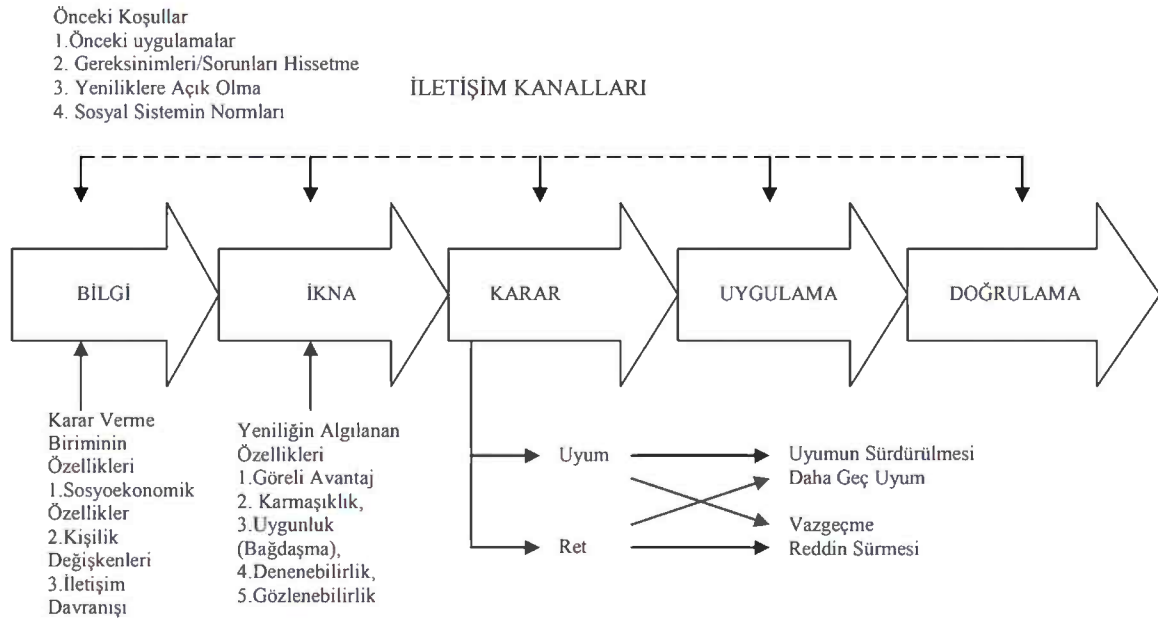 Önceki Koşullar
1.Önceki uygulamalar
2. Gereksinimleri/Sorunları Hissetme
3. Yeniliklere Açık Olma
4. Sosyal Sistemin Normları
İLETİŞİM KANALLARI
BİLGİ
İKNA
KARAR
UYGULAMA
DOĞRULAMA
Karar Verme
Biriminin
Özellikleri
1.Sosyoekonomik
Özellikler
2.Kişilik
Değişkenleri
3.İletişim
Davranışı
Yeniliğin Algılanan
Özellikleri
1.Göreli Avantaj
2. Karmaşıklık,
3.Uygunluk
(Bağdaşma),
4.Denenebilirlik,
5.Gözlenebilirlik
Uyum
Ret
Uyumun Sürdürülmesi
Daha Geç Uyum
Vazgeçme
Reddin Sürmesi